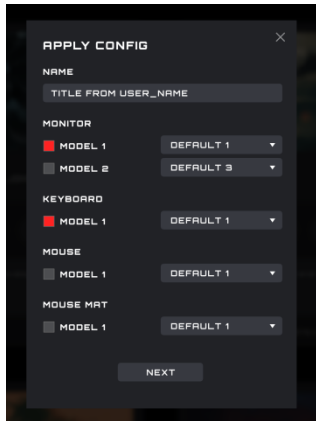 APPLY CONFIG
NAME
TITLE FROM USER_NAME
MONITOR
MODEL 1 DEFAULT 1
MODEL 2 DEFAULT 3
KEYBOARD
MODEL 1 DEFAULT 1
MOUSE
MODEL 1 DEFAULT 1
MOUSE MAT
MODEL 1 DEFAULT 1
NEXT